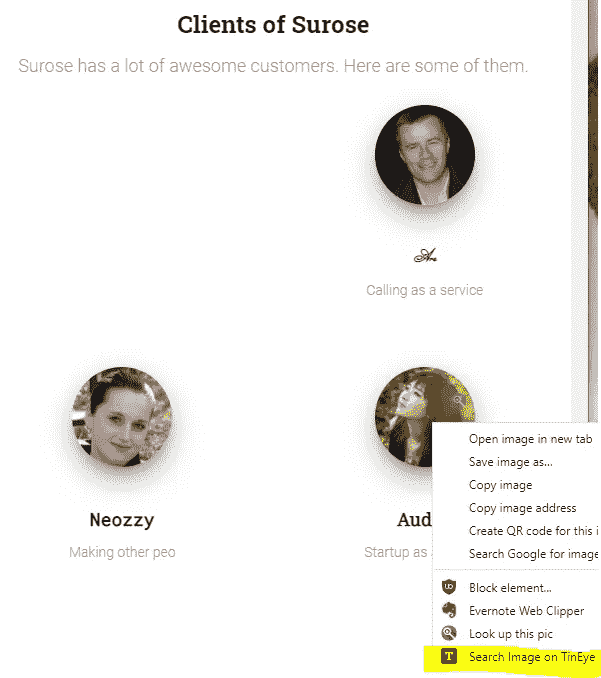 Clients of Surose
Surose has a lot of awesome customers. Here are some of them.
Calling as a service
Neozzy
Making other peo
Aud
Startup as
Open image in new tab
Save image as...
Copy image
Copy image address
Create QR code for this i
Search Google for image
Block element...
Evernote Web Clipper
Look up this pic
T Search Image on TinEye